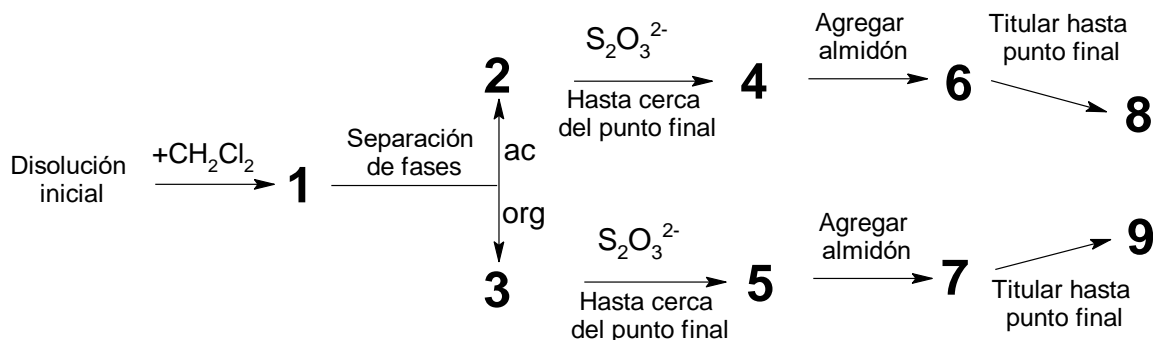 Disolución
inicial
+CH₂Cl₂
1
Separación
de fases
ac
org
2
S₂O₃²⁻
Hasta cerca
del punto final
4
Agregar
almidón
6
Titular hasta
punto final
8
3
S₂O₃²⁻
Hasta cerca
del punto final
5
Agregar
almidón
7
Titular hasta
punto final
9